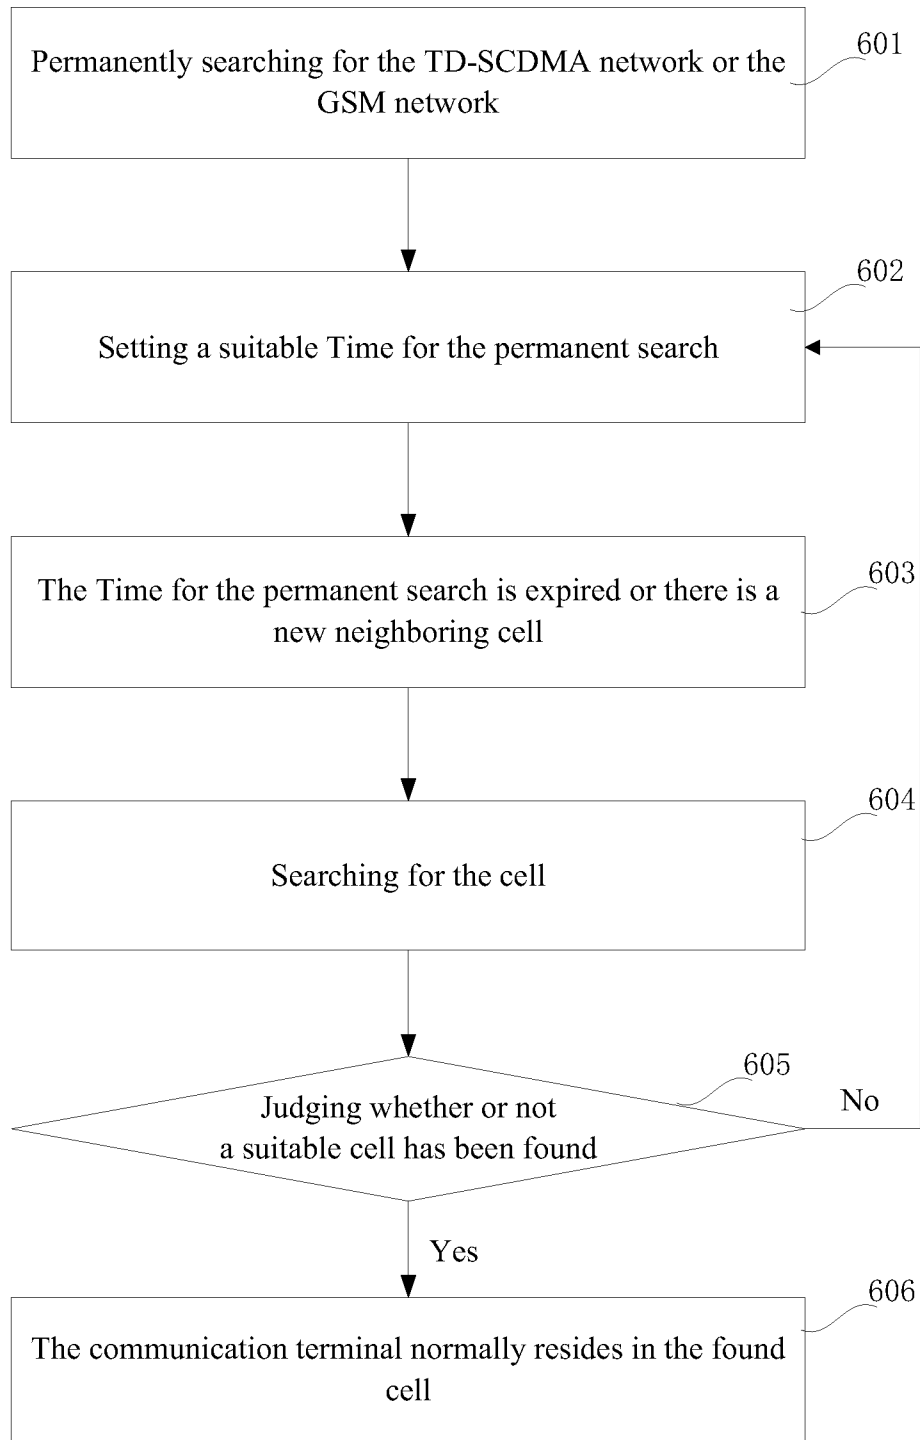 Permanently searching for the TD-SCDMA network or the
GSM network
601
Setting a suitable Time for the permanent search
602
The Time for the permanent search is expired or there is a
new neighboring cell
603
Searching for the cell
604
Judging whether or not
a suitable cell has been found
605
No
Yes
The communication terminal normally resides in the found
cell
606